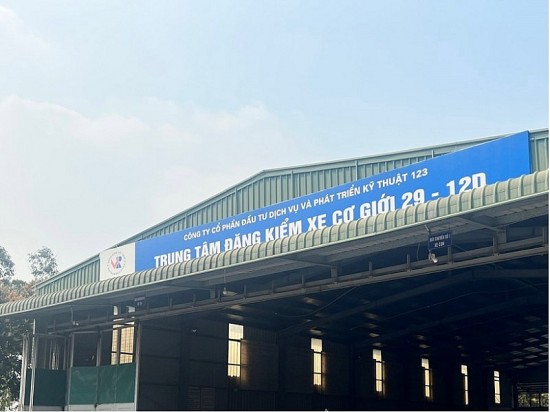 CÔNG TY CỔ PHẦN ĐẦU TƯ DỊCH VỤ VÀ PHÁT TRIỂN KỸ THUẬT 123
TRUNG TÂM ĐĂNG KIỂM XE CƠ GIỚI 29 - 12D